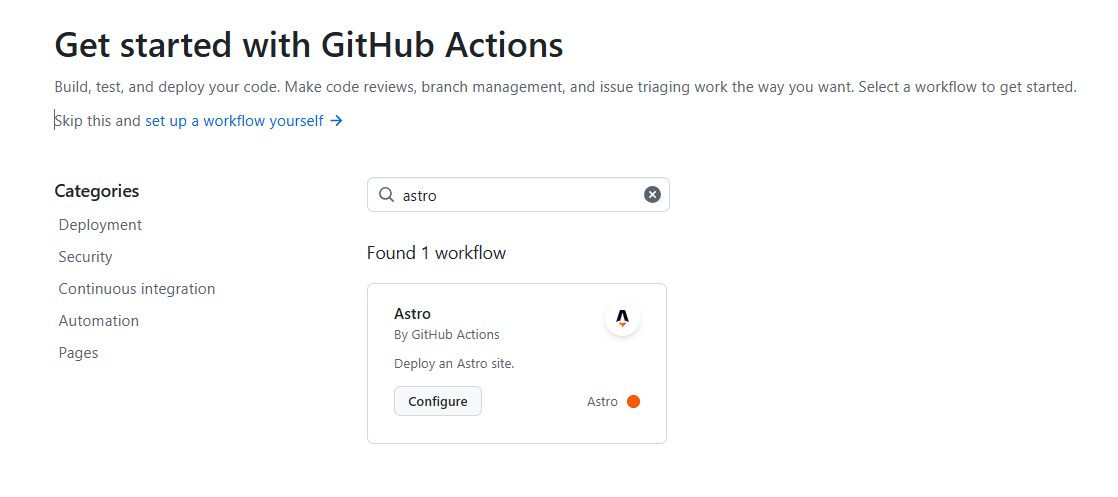 Get started with GitHub Actions
Build, test, and deploy your code. Make code reviews, branch management, and issue triaging work the way you want. Select a workflow to get started.
Skip this and set up a workflow yourself →
Categories
Deployment
Security
Continuous integration
Automation
Pages
astro
Found 1 workflow
Astro
By GitHub Actions
Deploy an Astro site.
Configure
Astro